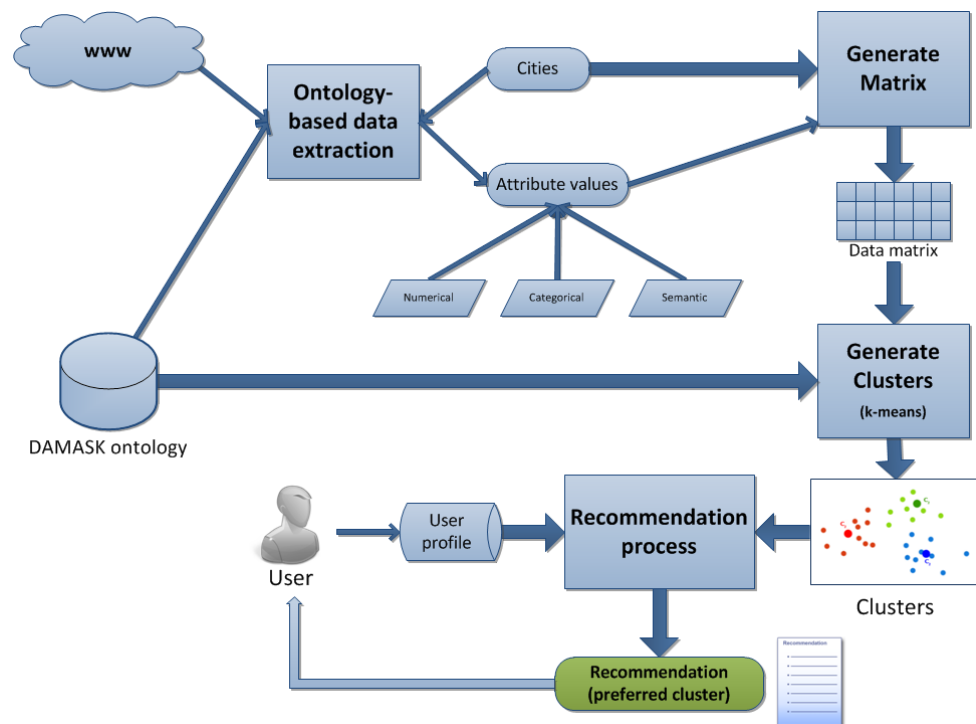 www
Cities
Generate
Matrix
Ontology-
based data
extraction
Attribute values
Data matrix
Numerical
Categorical
Semantic
Generate
Clusters
(k-means)
DAMASK ontology
User
profile
Recommendation
process
User
Clusters
Recommendation
Recommendation
(preferred cluster)